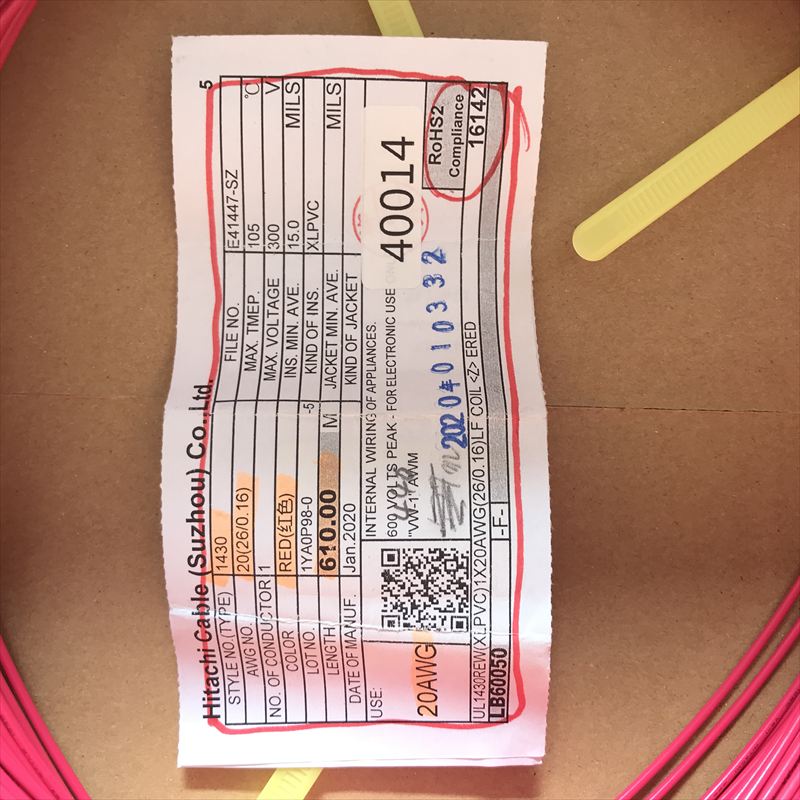 5
Hitachi Cable (Suzhou) Co.,Ltd.
STYLE NO.(TYPE) 1430 FILE NO. E41447-SZ
AWG NO. 20(26/0.16) MAX. TMEP. 105 ℃
NO. OF CONDUCTOR 1 MAX. VOLTAGE 300 V
COLOR RED(红色) INS. MIN. AVE. 15.0 MILS
LOT NO. 1YA0P98-0 -5 KIND OF INS. XLPVC
LENGTH 610.00 M JACKET MIN. AVE. MILS
DATE OF MANUF. Jan.2020 KIND OF JACKET
USE: INTERNAL WIRING OF APPLIANCES.
600 VOLTS PEAK - FOR ELECTRONIC USE
"VW-1" AWM
40014
RoHS2
Compliance
20AWG
2020 01 0332
UL1430REW(XLPVC)1X20AWG(26/0.16)LF COIL <Z> ERED 16142
LB60050 -F-